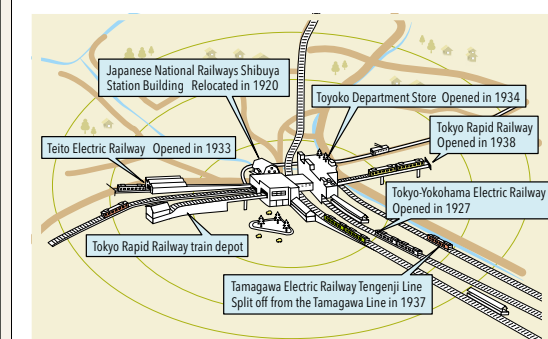 Japanese National Railways Shibuya
Station Building Relocated in 1920
Toyoko Department Store Opened in 1934
Tokyo Rapid Railway
Opened in 1938
Teito Electric Railway Opened in 1933
Tokyo-Yokohama Electric Railway
Opened in 1927
Tokyo Rapid Railway train depot
Tamagawa Electric Railway Tengenji Line
Split off from the Tamagawa Line in 1937